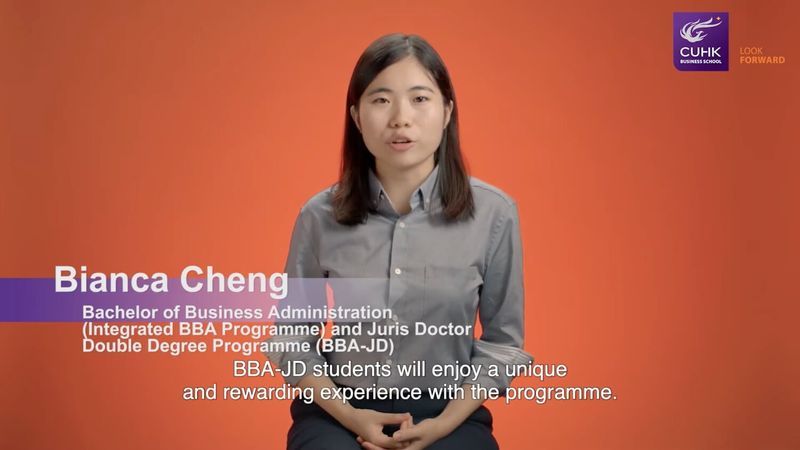 CUHK
BUSINESS SCHOOL
LOOK
FORWARD
Bianca Cheng
Bachelor of Business Administration
(Integrated BBA Programme) and Juris Doctor
Double Degree Programme (BBA-JD)
BBA-JD students will enjoy a unique
and rewarding experience with the programme.